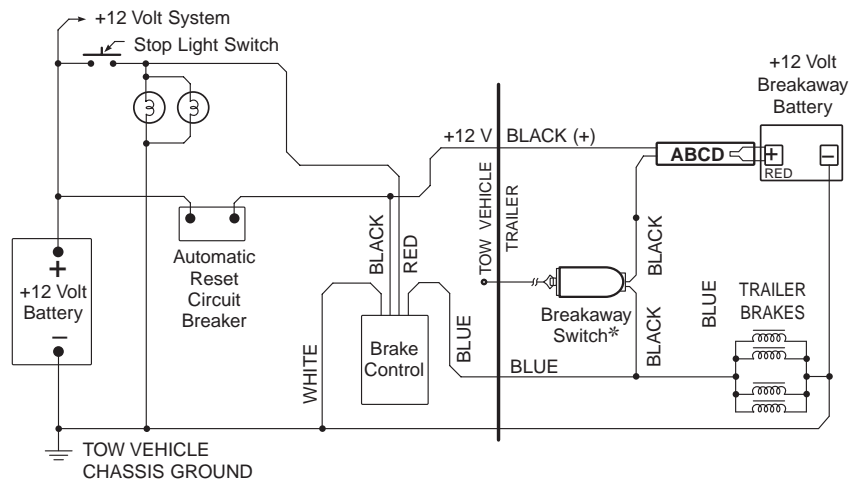 +12 Volt System
Stop Light Switch
+12 Volt
Breakaway
Battery
+12 V
BLACK (+)
ABCD
+
−
RED
TOW VEHICLE
TRAILER
BLACK
RED
BLACK
Automatic
Reset
Circuit
Breaker
+
+12 Volt
Battery
−
Breakaway
Switch*
BLUE
TRAILER
BRAKES
WHITE
Brake
Control
BLUE
BLACK
BLUE
TOW VEHICLE
CHASSIS GROUND